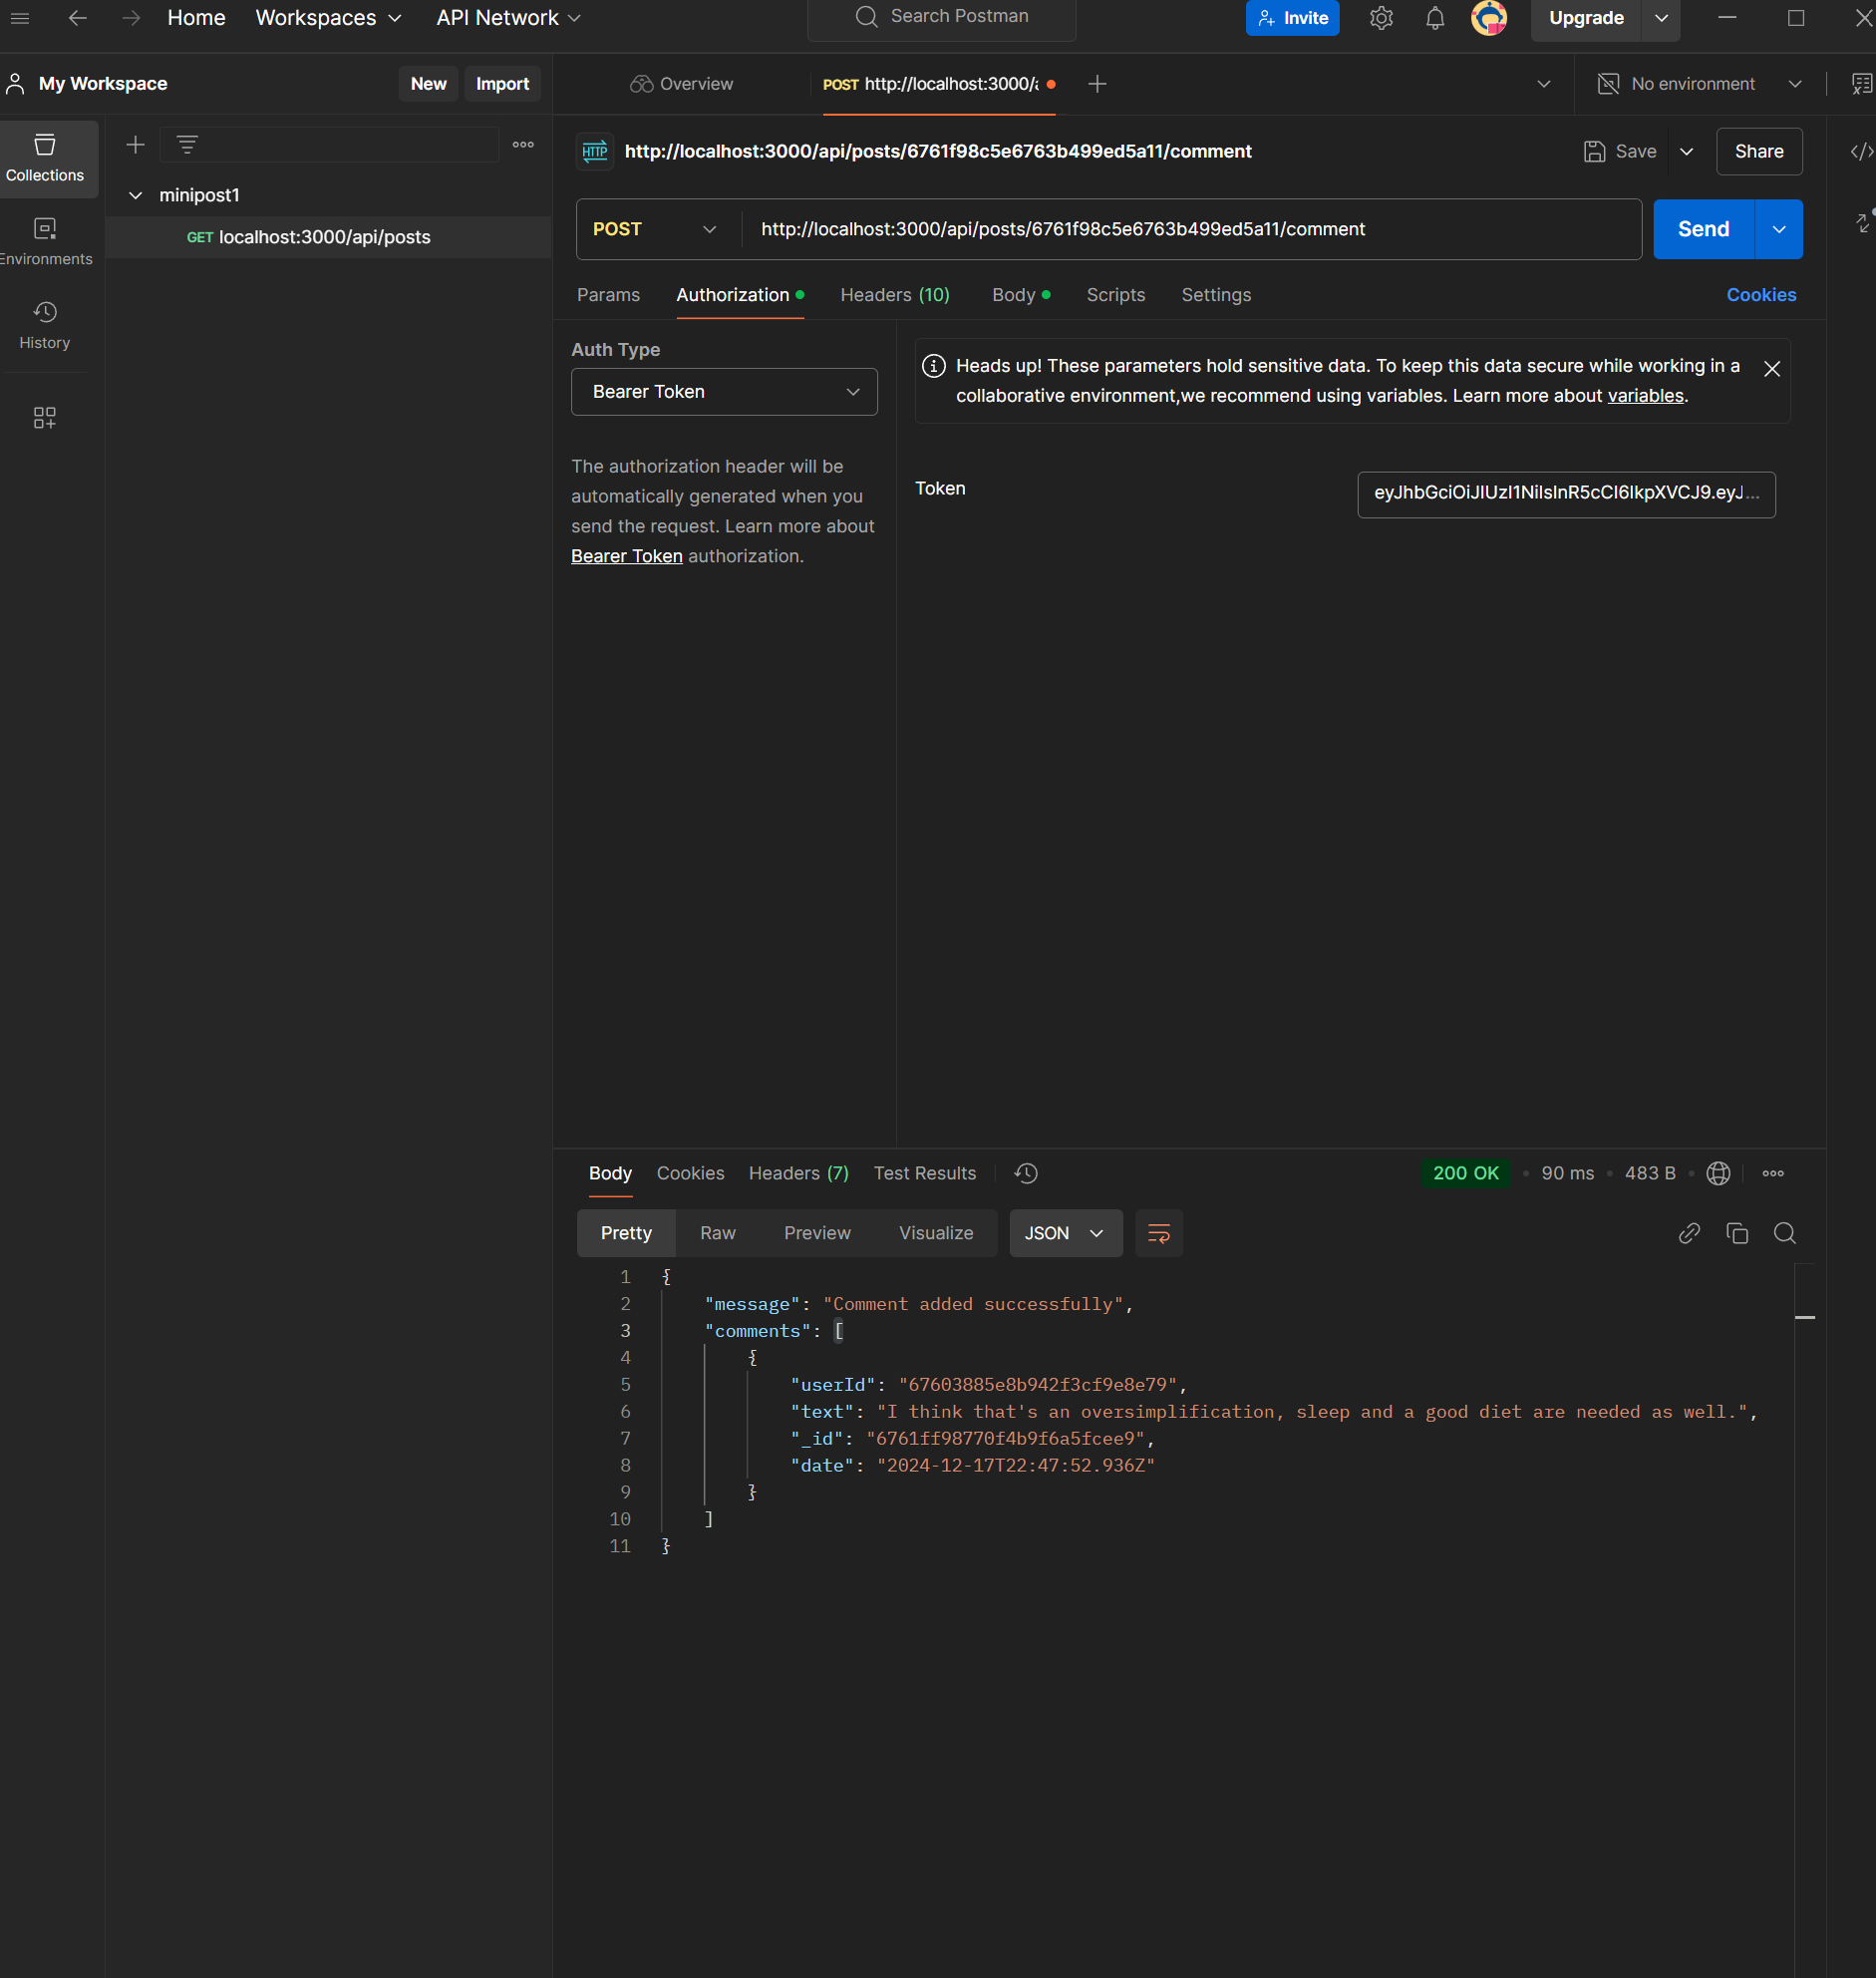 Home Workspaces API Network Search Postman Invite Upgrade
My Workspace New Import Overview POST http://localhost:3000/a No environment
Collections
Environments
History
minipost1
GET localhost:3000/api/posts
HTTP http://localhost:3000/api/posts/6761f98c5e6763b499ed5a11/comment Save Share
POST http://localhost:3000/api/posts/6761f98c5e6763b499ed5a11/comment Send
Params Authorization Headers (10) Body Scripts Settings Cookies
Auth Type
Bearer Token
The authorization header will be
automatically generated when you
send the request. Learn more about
Bearer Token authorization.
Heads up! These parameters hold sensitive data. To keep this data secure while working in a
collaborative environment,we recommend using variables. Learn more about variables.
Token eyJhbGciOiJIUzI1NiIsInR5cCI6IkpXVCJ9.eyJ...
Body Cookies Headers (7) Test Results 200 OK • 90 ms • 483 B •
Pretty Raw Preview Visualize JSON
1 {
2 "message": "Comment added successfully",
3 "comments": [
4 {
5 "userId": "67603885e8b942f3cf9e8e79",
6 "text": "I think that's an oversimplification, sleep and a good diet are needed as well.",
7 "_id": "6761ff98770f4b9f6a5fcee9",
8 "date": "2024-12-17T22:47:52.936Z"
9 }
10 ]
11 }